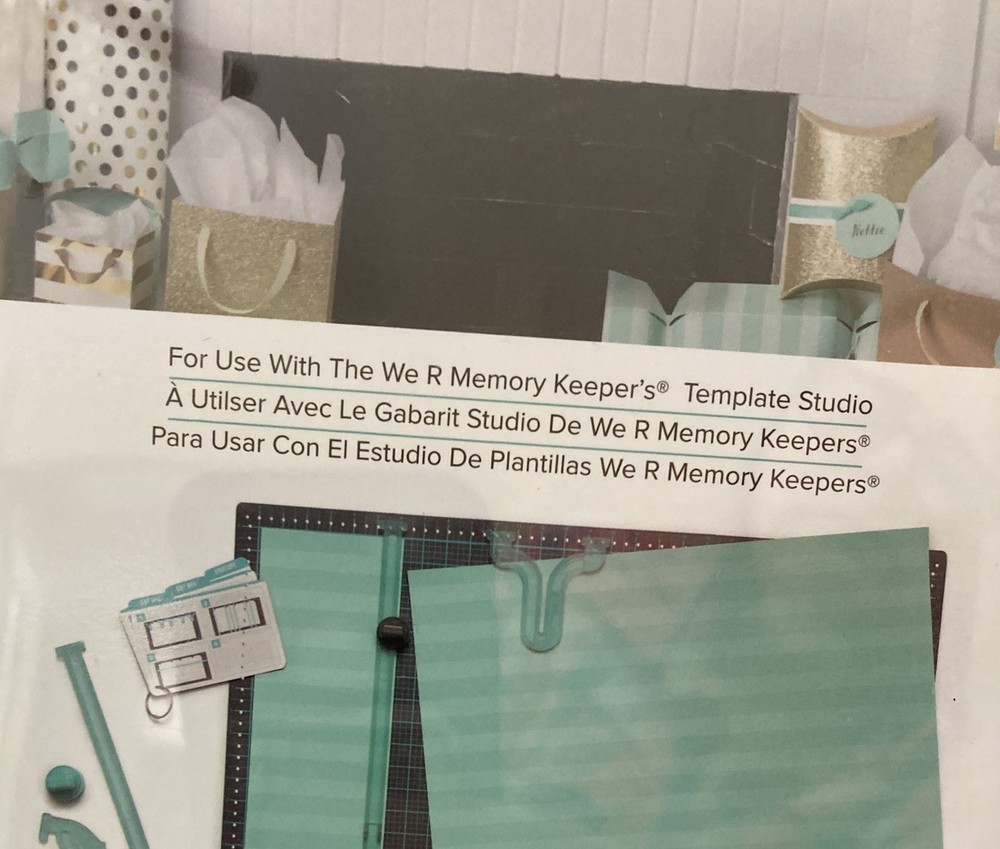 Nettie
For Use With The We R Memory Keeper's® Template Studio
À Utilser Avec Le Gabarit Studio De We R Memory Keepers®
Para Usar Con El Estudio De Plantillas We R Memory Keepers®